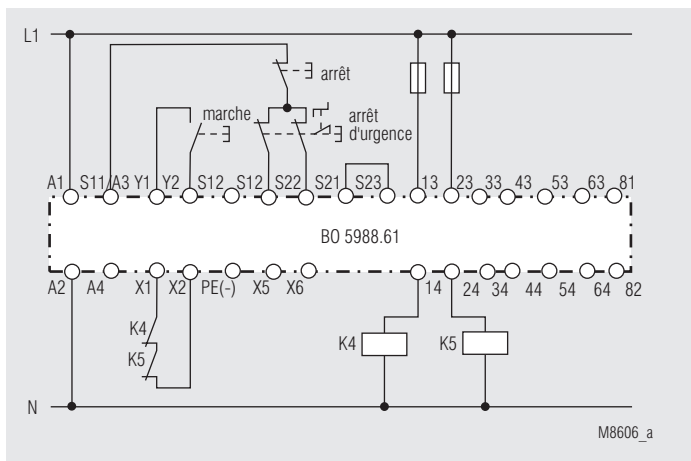 L1
arrêt
marche
arrêt
d'urgence
A1 S11/A3 Y1 Y2 S12 S12 S22 S21 S23 13 23 33 43 53 63 81
BO 5988.61
A2 A4 X1 X2 PE(-) X5 X6 14 24 34 44 54 64 82
K4
K5
K4 K5
N
M8606_a